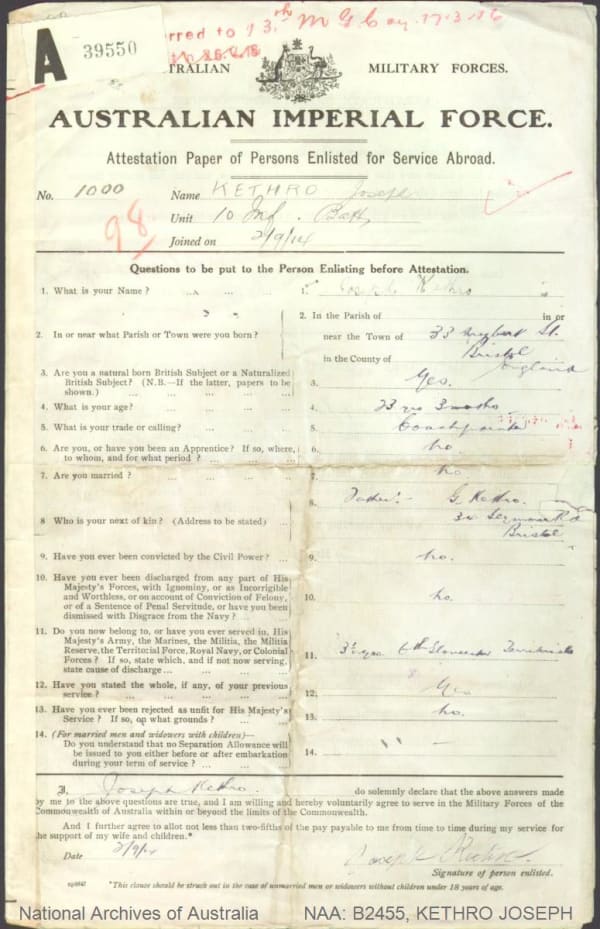 A 39550
rred to 13th M G Coy. 17.3.16
TRALIAN MILITARY FORCES.
AUSTRALIAN IMPERIAL FORCE.
Attestation Paper of Persons Enlisted for Service Abroad.
No. 1000 Name KETHRO Joseph
Unit 10 Inf. Batt
98
Joined on 2/9/14
Questions to be put to the Person Enlisting before Attestation.
1. What is your Name? ... ... ... 1. Joseph Kethro
2. In or near what Parish or Town were you born? 2. In the Parish of in or
near the Town of 33 St.
Bristol
in the County of England
3. Are you a natural born British Subject or a Naturalized
British Subject? (N.B.—If the latter, papers to be
shown.) ... ... ... ... 3. Yes.
4. What is your age? ... ... ... ... 4. 23 yrs 3 months
5. What is your trade or calling? ... ... ... 5. Coachpainter
6. Are you, or have you been an Apprentice? If so, where,
to whom, and for what period? ... ... ... 6. no.
7. Are you married? ... ... ... ... 7. no.
8 Who is your next of kin? (Address to be stated) ... 8. Father:- G. Kethro.
Seymour Rd
Bristol
9. Have you ever been convicted by the Civil Power? ... 9. no.
10. Have you ever been discharged from any part of His
Majesty's Forces, with Ignominy, or as Incorrigible
and Worthless, or on account of Conviction of Felony,
or of a Sentence of Penal Servitude, or have you been
dismissed with Disgrace from the Navy? ... 10. no.
11. Do you now belong to, or have you ever served in, His
Majesty's Army, the Marines, the Militia, the Militia
Reserve, the Territorial Force, Royal Navy, or Colonial
Forces? If so, state which, and if not now serving,
state cause of discharge ... ... ... 11. 6th Gloucester Territorials
12. Have you stated the whole, if any, of your previous
service? ... ... ... ... 12. Yes
13. Have you ever been rejected as unfit for His Majesty's
Service? If so, on what grounds? ... ... 13. no.
14. (For married men and widowers with children)—
Do you understand that no Separation Allowance will
be issued to you either before or after embarkation
during your term of service? ... ... ... 14. "
I, Joseph Kethro. do solemnly declare that the above answers made
by me to the above questions are true, and I am willing and hereby voluntarily agree to serve in the Military Forces of the
Commonwealth of Australia within or beyond the limits of the Commonwealth.
And I further agree to allot not less than two-fifths of the pay payable to me from time to time during my service for
the support of my wife and children.*
Date 2/9/14 Joseph Kethro.
Signature of person enlisted.
*This clause should be struck out in the case of unmarried men or widowers without children under 18 years of age.
National Archives of Australia NAA: B2455, KETHRO JOSEPH